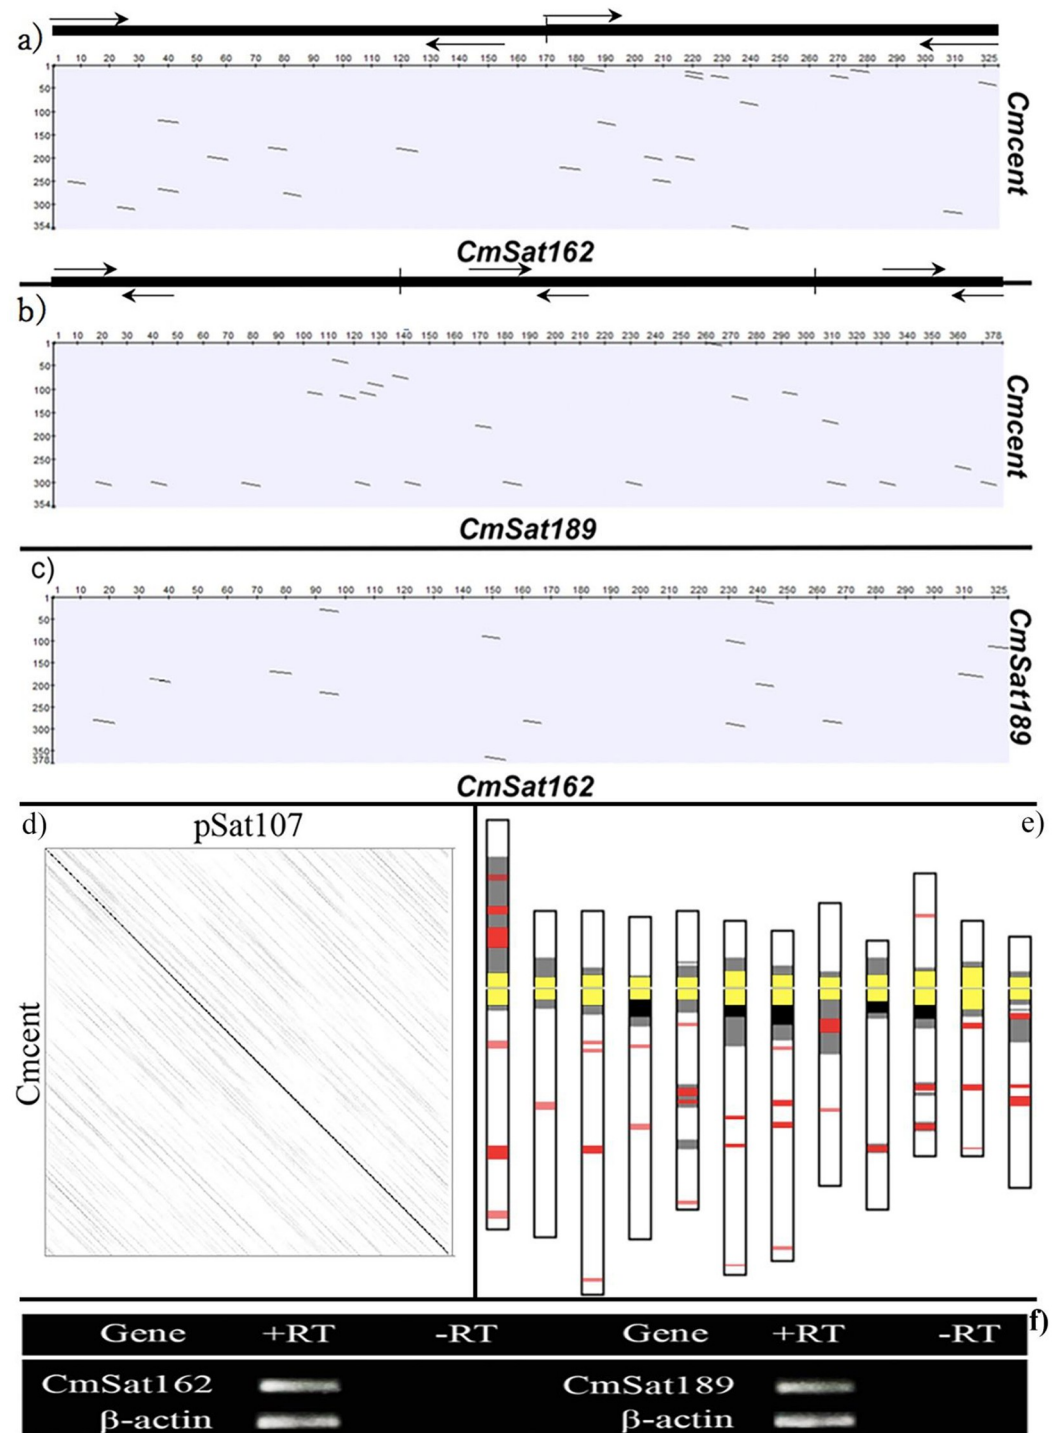 a)
1 10 20 30 40 50 60 70 80 90 100 110 120 130 140 150 160 170 180 190 200 210 220 230 240 250 260 270 280 290 300 310 325
1
50
100
150
200
250
300
354
Cmcent
CmSat162
b)
1 10 20 30 40 50 60 70 80 90 100 110 120 130 140 150 160 170 180 190 200 210 220 230 240 250 260 270 280 290 300 310 320 330 340 360 378
1
50
100
150
200
250
300
354
Cmcent
CmSat189
c)
1 10 20 30 40 50 60 70 80 90 100 110 120 130 140 150 160 170 180 190 200 210 220 230 240 250 260 270 280 290 300 310 325
1
50
100
150
200
250
300
350
378
CmSat189
CmSat162
d)
pSat107
Cmcent
e)
f)
Gene +RT -RT Gene +RT -RT
CmSat162 CmSat189
β-actin β-actin